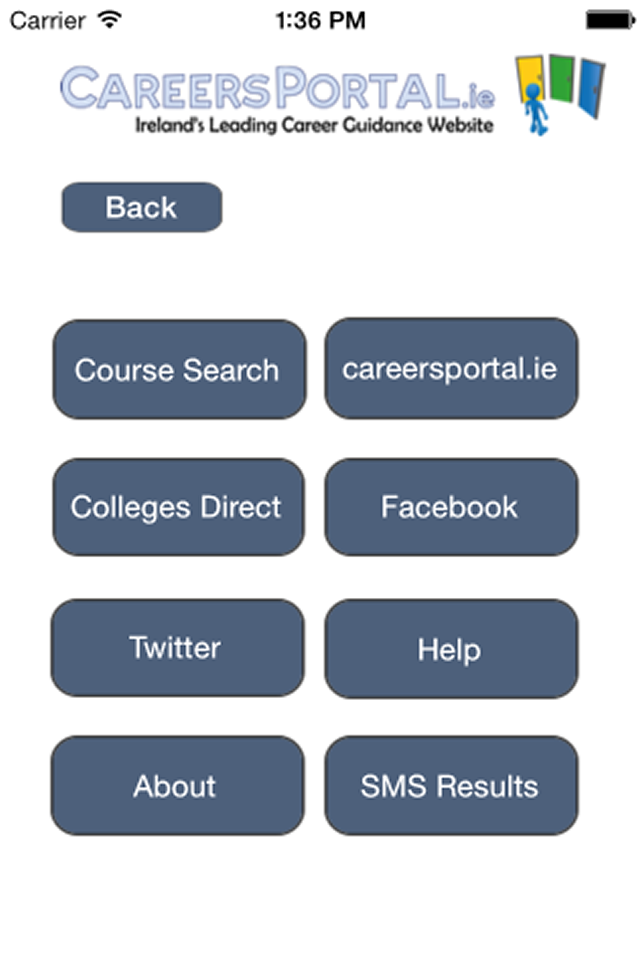 Carrier 1:36 PM
CAREERSPORTAL.ie
Ireland's Leading Career Guidance Website
Back
Course Search careersportal.ie
Colleges Direct Facebook
Twitter Help
About SMS Results